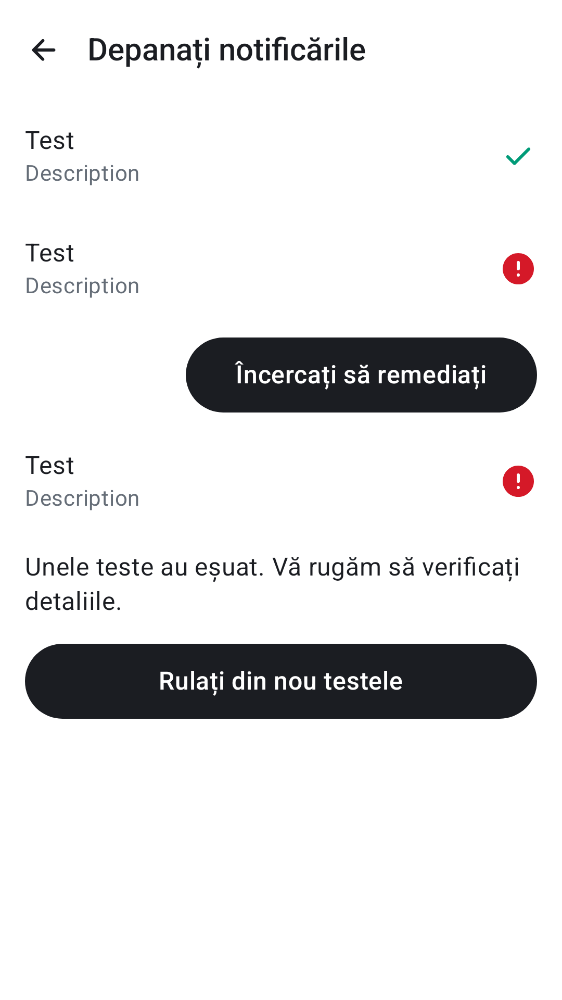 Depanați notificările
Test
Description
Test
Description
Încercați să remediați
Test
Description
Unele teste au eșuat. Vă rugăm să verificați
detaliile.
Rulați din nou testele